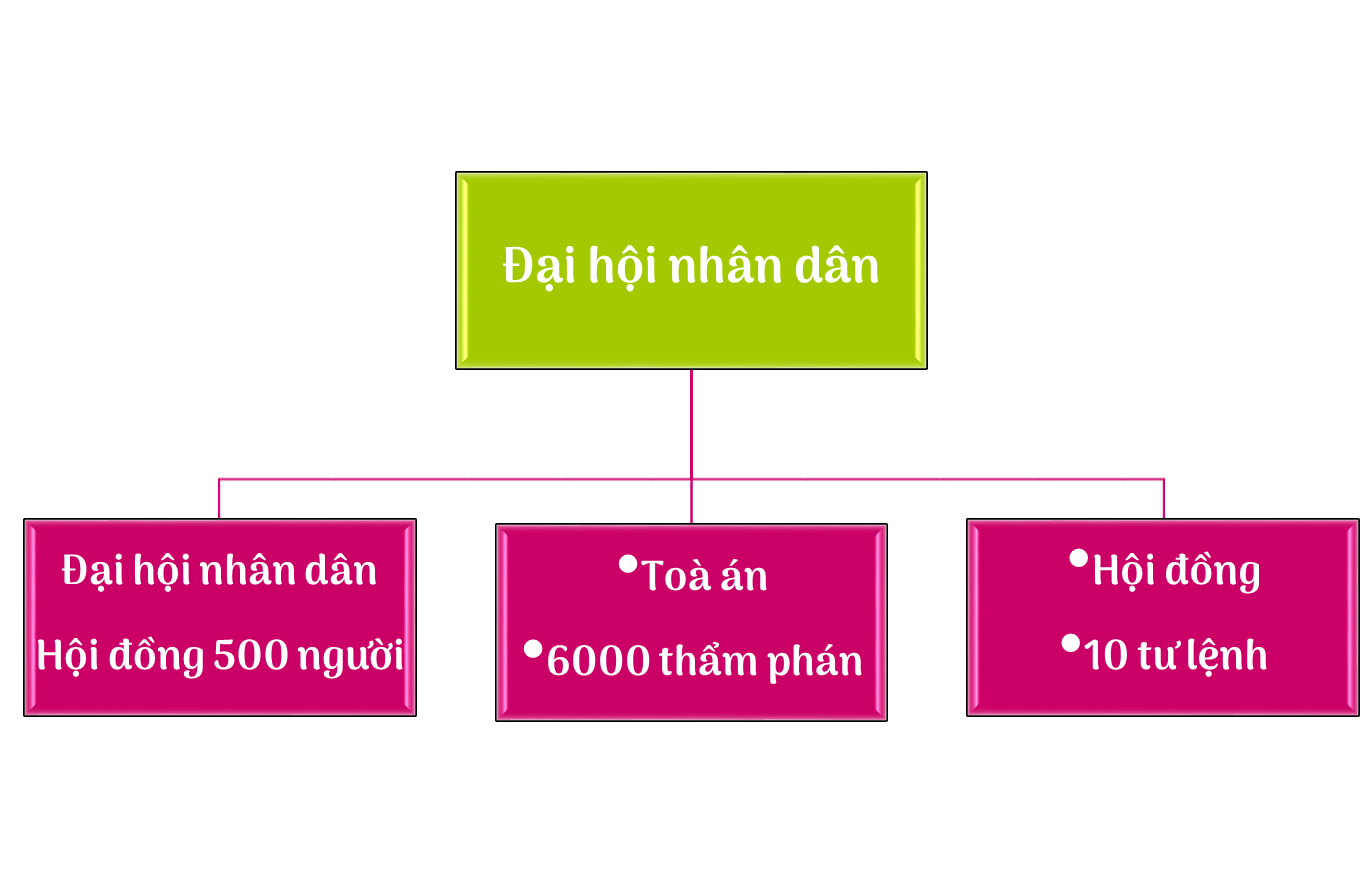 Đại hội nhân dân
Đại hội nhân dân
Hội đồng 500 người
•Toà án
•6000 thẩm phán
•Hội đồng
•10 tư lệnh